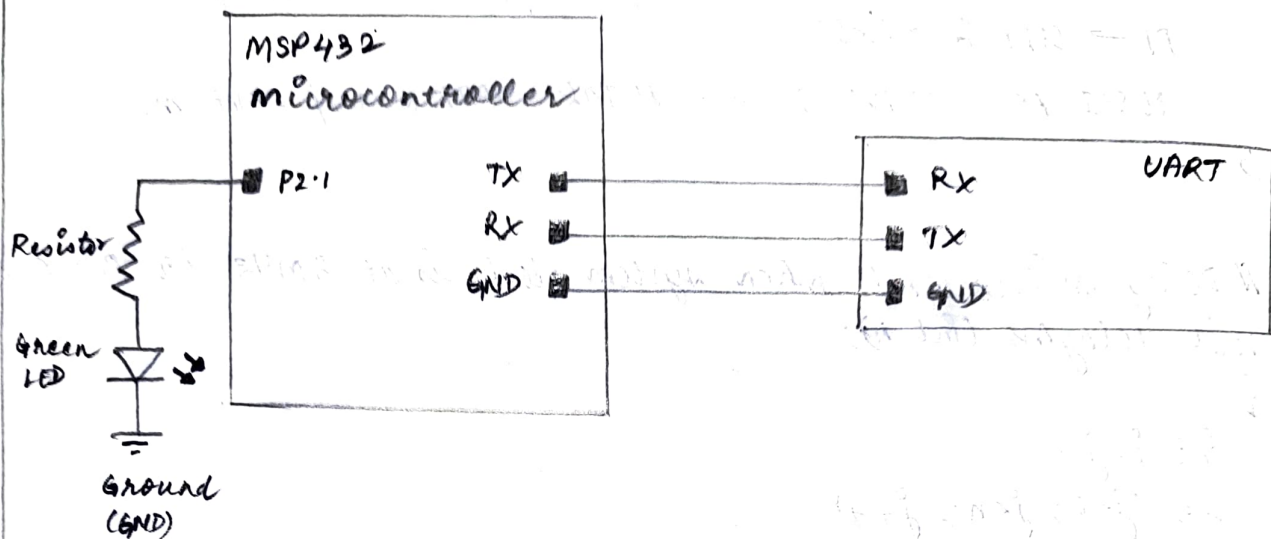 MSP432
microcontroller
P2.1
TX
RX
GND
UART
RX
TX
GND
Resistor
Green
LED
Ground
(GND)